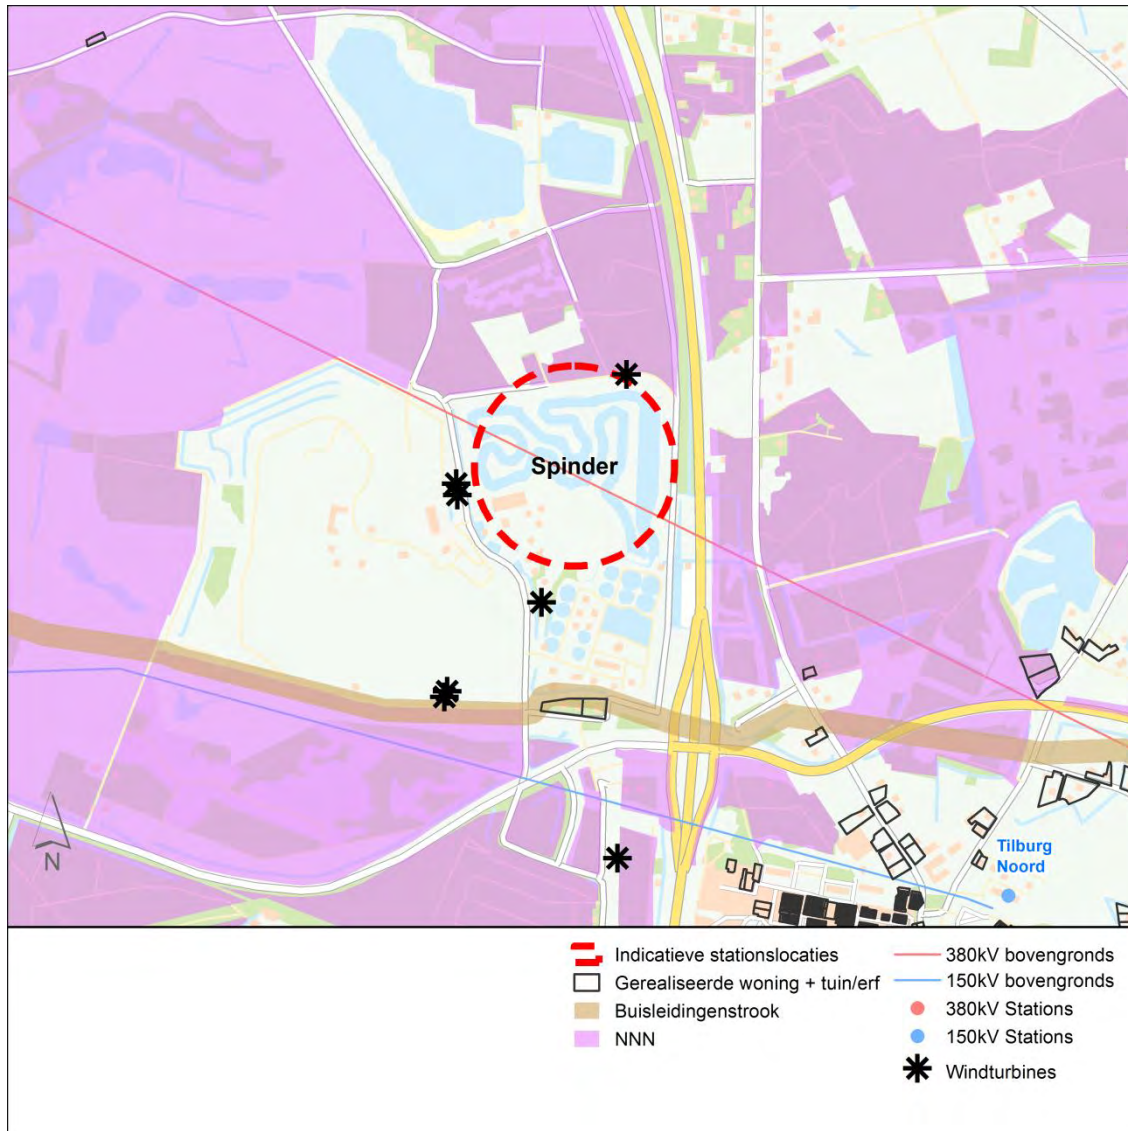 Spinder
Tilburg
Noord
N
Indicatieve stationslocaties
Gerealiseerde woning + tuin/erf
Buisleidingenstrook
NNN
380kV bovengronds
150kV bovengronds
380kV Stations
150kV Stations
Windturbines